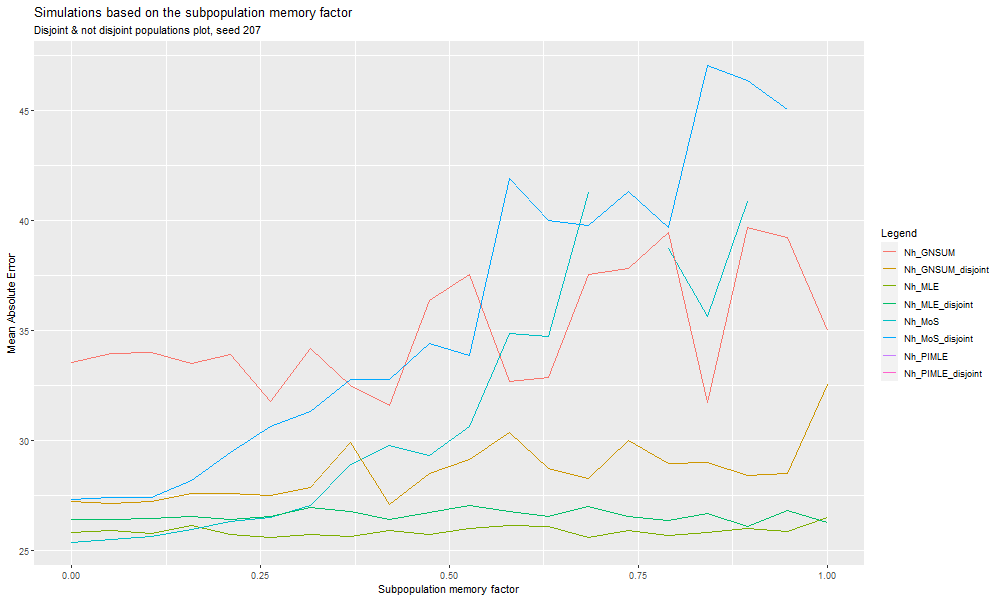 Simulations based on the subpopulation memory factor
Disjoint & not disjoint populations plot, seed 207
Mean Absolute Error
45
40
35
30
25
0.00
0.25
0.50
0.75
1.00
Subpopulation memory factor
Legend
Nh_GNSUM
Nh_GNSUM_disjoint
Nh_MLE
Nh_MLE_disjoint
Nh_MoS
Nh_MoS_disjoint
Nh_PIMLE
Nh_PIMLE_disjoint